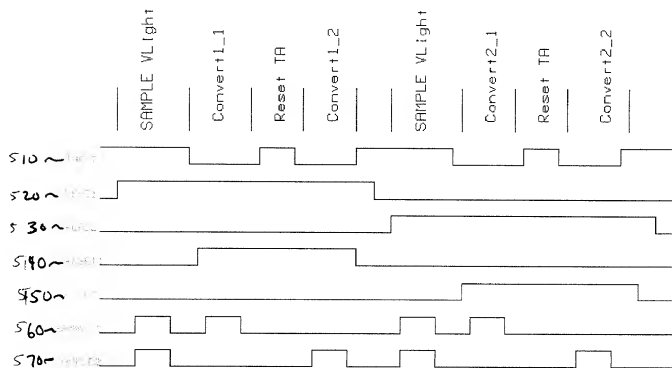 SAMPLE VLight
Convert1_1
Reset TA
Convert1_2
SAMPLE VLight
Convert2_1
Reset TA
Convert2_2
510~
520~
530~
540~
550~
560~
570~